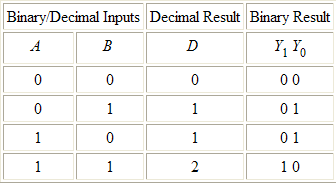 Binary/Decimal Inputs Decimal Result Binary Result
A B D Y₁ Y₀
0 0 0 0 0
0 1 1 0 1
1 0 1 0 1
1 1 2 1 0